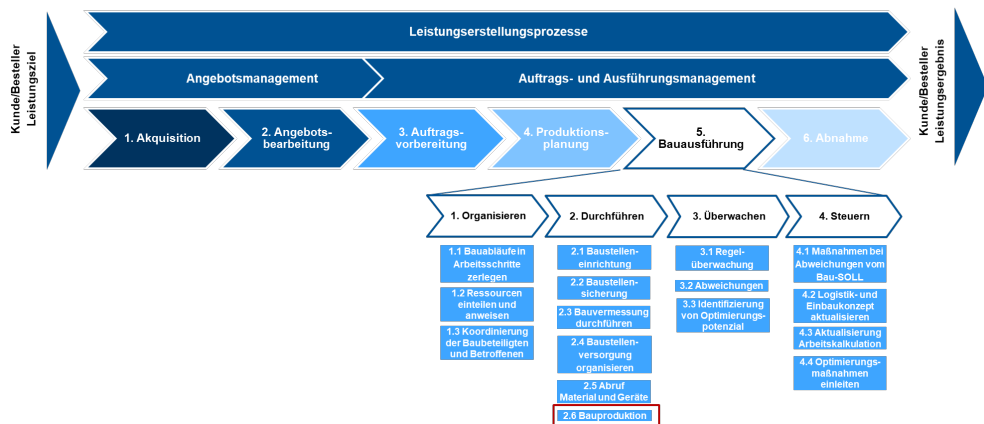 Kunde/Besteller
Leistungsziel
Leistungserstellungsprozesse
Kunde/Besteller
Leistungsergebnis
Angebotsmanagement
Auftrags- und Ausführungsmanagement
1. Akquisition
2. Angebots-
bearbeitung
3. Auftrags-
vorbereitung
4. Produktions-
planung
5.
Bauausführung
6. Abnahme
1. Organisieren
2. Durchführen
3. Überwachen
4. Steuern
1.1 Bauabläufe in
Arbeitsschritte
zerlegen
1.2 Ressourcen
einteilen und
anweisen
1.3 Koordinierung
der Baubeteiligten
und Betroffenen
2.1 Baustellen-
einrichtung
2.2 Baustellen-
sicherung
2.3 Bauvermessung
durchführen
2.4 Baustellen-
versorgung
organisieren
2.5 Abruf
Material und Geräte
2.6 Bauproduktion
3.1 Regel-
überwachung
3.2 Abweichungen
3.3 Identifizierung
von Optimierungs-
potenzial
4.1 Maßnahmen bei
Abweichungen vom
Bau-SOLL
4.2 Logistik- und
Einbaukonzept
aktualisieren
4.3 Aktualisierung
Arbeitskalkulation
4.4 Optimierungs-
maßnahmen
einleiten